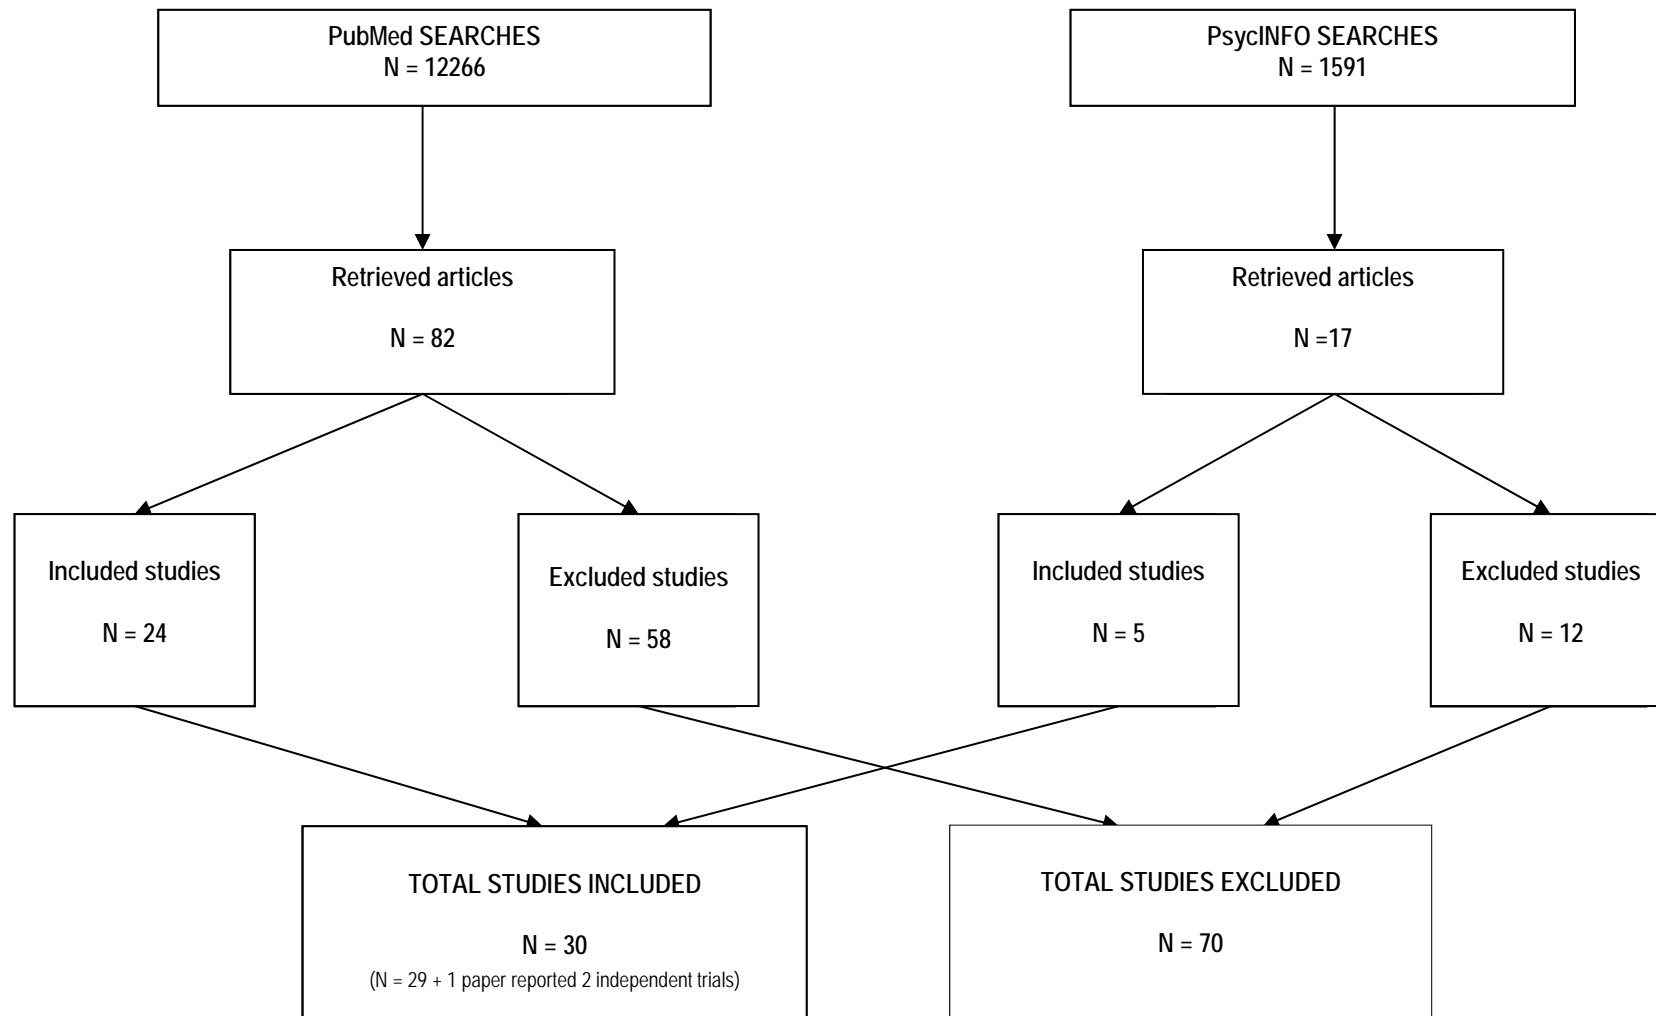 PubMed SEARCHES
N = 12266
PsycINFO SEARCHES
N = 1591
Retrieved articles
N = 82
Retrieved articles
N =17
Included studies
N = 24
Excluded studies
N = 58
Included studies
N = 5
Excluded studies
N = 12
TOTAL STUDIES INCLUDED
N = 30
(N = 29 + 1 paper reported 2 independent trials)
TOTAL STUDIES EXCLUDED
N = 70